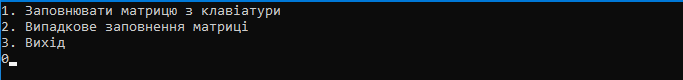 1. Заповнювати матрицю з клавіатури
2. Випадкове заповнення матриці
3. Вихід
0